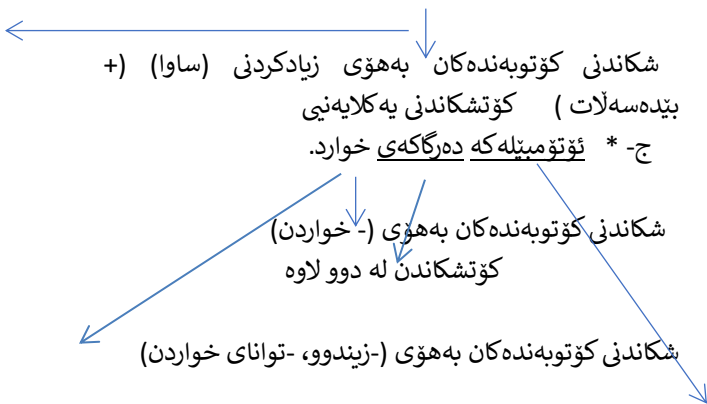 شکاندنی کۆتوبەندەکان بەهۆی زیادکردنی (ساوا) (+
بێدەسەڵات ) کۆتشکاندنی یەکلایەنیی
ج- * ئۆتۆمبێلەکە دەرگاکەی خوارد.
شکاندنی کۆتوبەندەکان بەهۆی (- خواردن)
کۆتشکاندن لە دوو لاوە
شکاندنی کۆتوبەندەکان بەهۆی (-زیندوو، -توانای خواردن)